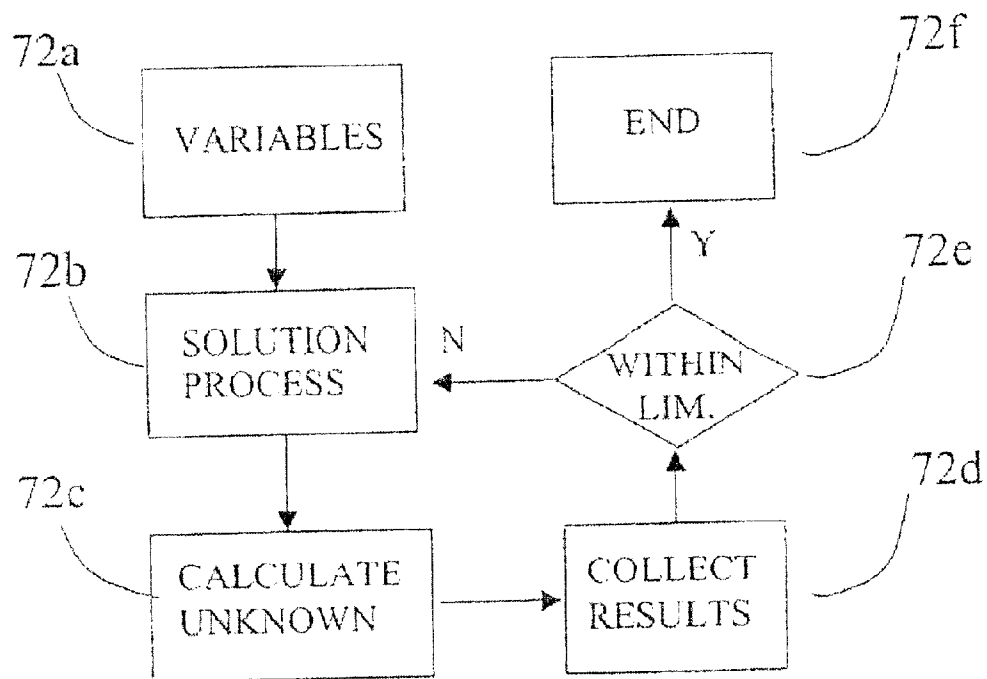 72a
VARIABLES
72b
SOLUTION
PROCESS
72c
CALCULATE
UNKNOWN
COLLECT
RESULTS
72d
WITHIN
LIM.
72e
N
Y
END
72f